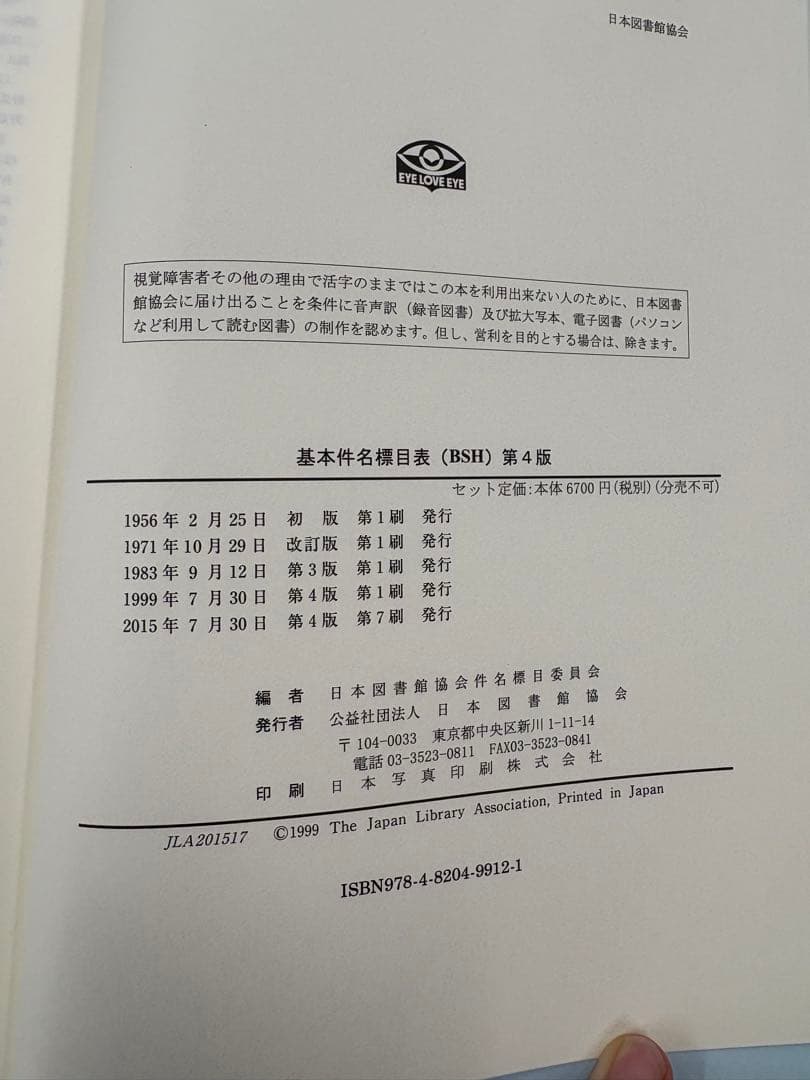 日本図書館協会
EYE LOVE EYE
視覚障害者その他の理由で活字のままではこの本を利用出来ない人のために、日本図書
館協会に届け出ることを条件に音声訳（録音図書）及び拡大写本、電子図書（パソコン
など利用して読む図書）の制作を認めます。但し、営利を目的とする場合は、除きます。
基本件名標目表（BSH）第4版
セット定価：本体6700円（税別）（分売不可）
1956年 2月25日 初 版 第1刷 発行
1971年10月29日 改訂版 第1刷 発行
1983年 9月12日 第3版 第1刷 発行
1999年 7月30日 第4版 第1刷 発行
2015年 7月30日 第4版 第7刷 発行
編 者 日本図書館協会件名標目委員会
発行者 公益社団法人 日本図書館協会
〒104-0033 東京都中央区新川1-11-14
電話03-3523-0811 FAX03-3523-0841
印 刷 日本写真印刷株式会社
JLA201517 ©1999 The Japan Library Association, Printed in Japan
ISBN978-4-8204-9912-1